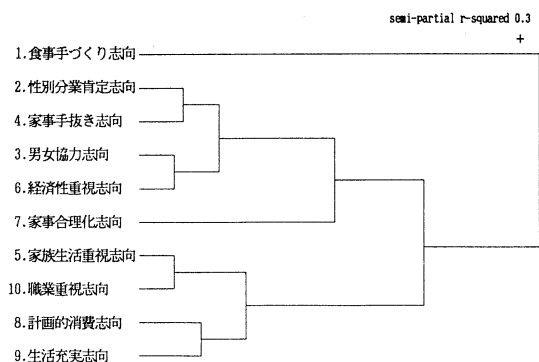 semi-partial r-squared 0.3
+
1.食事手づくり志向
2.性別分業肯定志向
4.家事手抜き志向
3.男女協力志向
6.経済性重視志向
7.家事合理化志向
5.家族生活重視志向
10.職業重視志向
8.計画的消費志向
9.生活充実志向